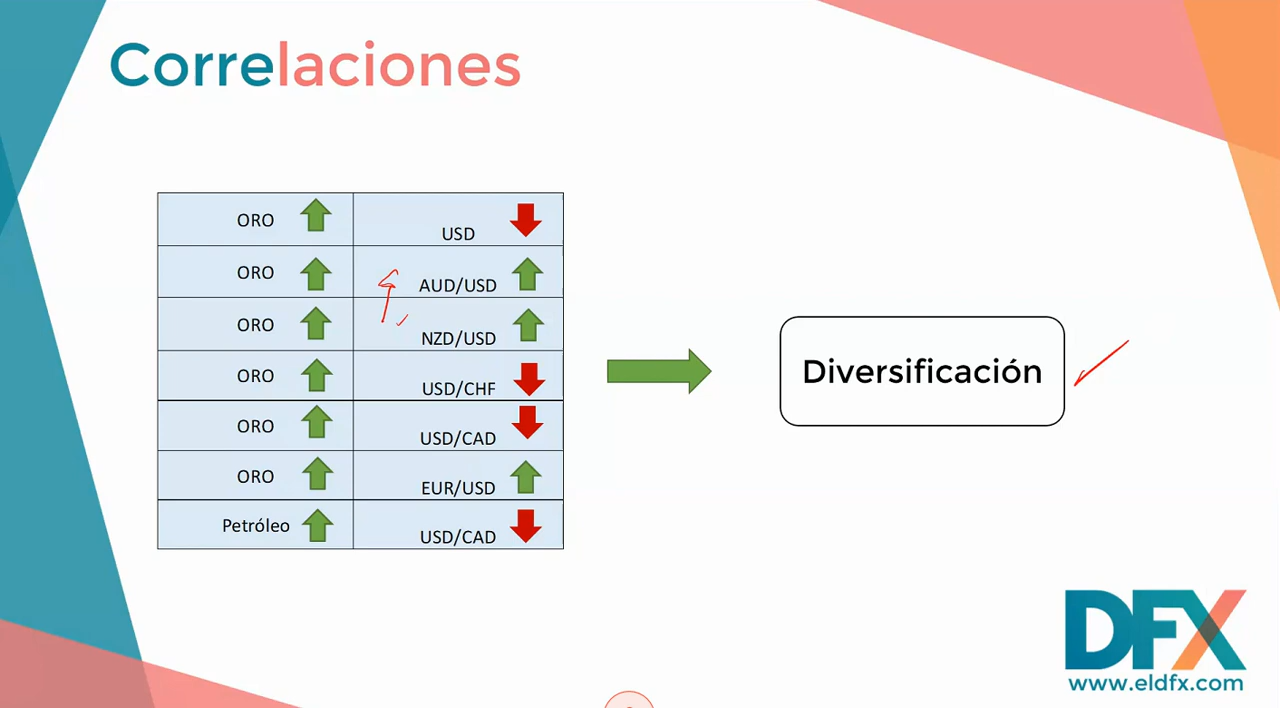 Correlaciones
ORO USD
ORO AUD/USD
ORO NZD/USD
ORO USD/CHF
ORO USD/CAD
ORO EUR/USD
Petróleo USD/CAD
Diversificación
DFX
www.eldfx.com